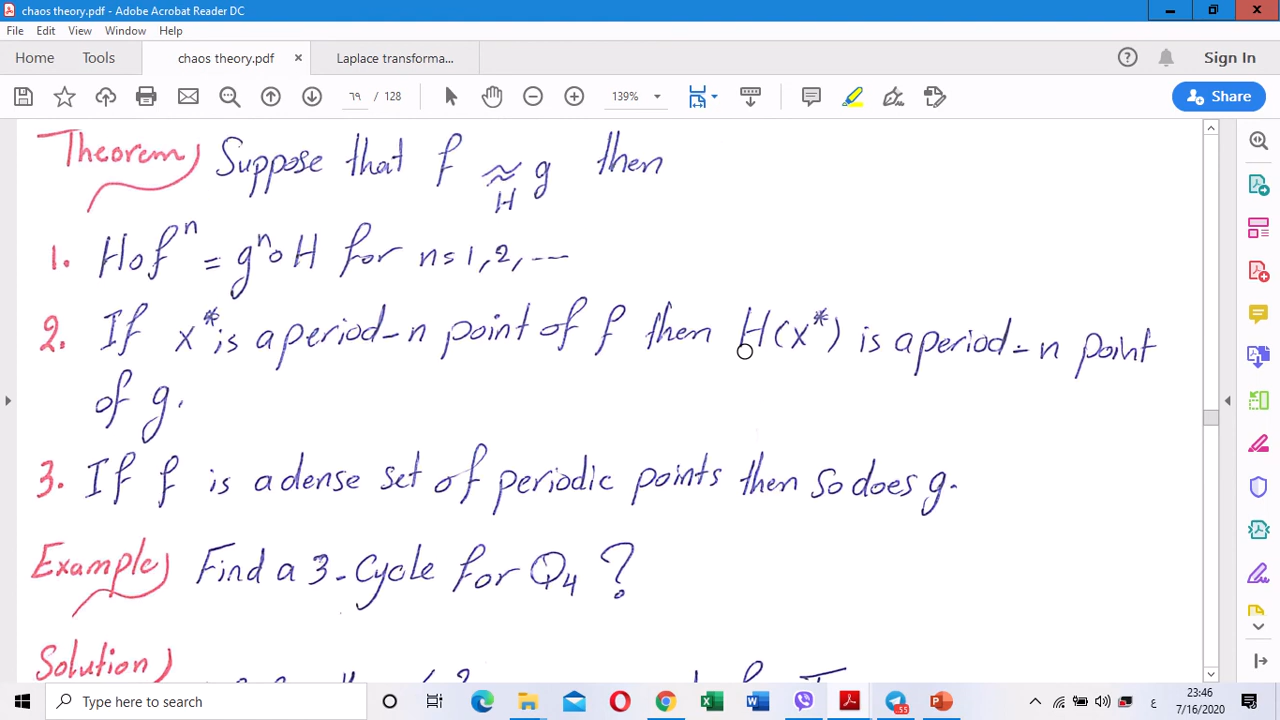 chaos theory.pdf - Adobe Acrobat Reader DC
File Edit View Window Help
Home Tools chaos theory.pdf × Laplace transforma... Sign In
٦٩ / 128 139% Share
Theorem) Suppose that f ≈ g then
H
1. Hof^n = g^n∘H for n=1,2,---
2. If x* is a period-n point of f then H(x*) is a period-n point
of g.
3. If f is a dense set of periodic points then so does g.
Example) Find a 3-Cycle for Q₄ ?
Solution)
Type here to search
ع 23:46
7/16/2020